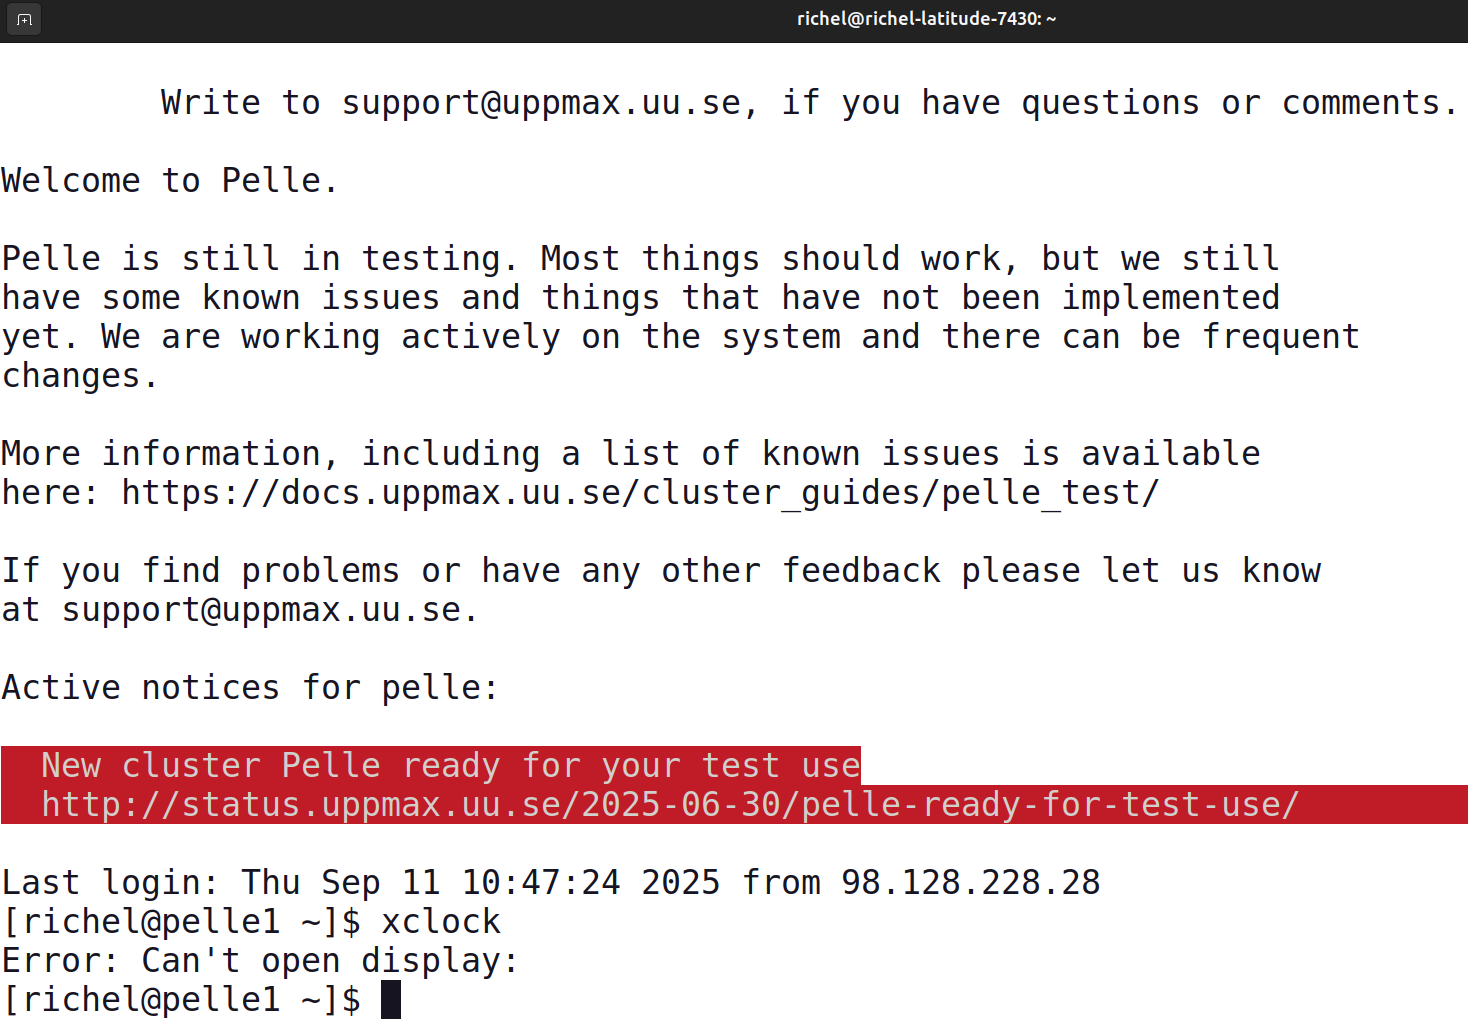 richel@richel-latitude-7430: ~
Write to support@uppmax.uu.se, if you have questions or comments.
Welcome to Pelle.
Pelle is still in testing. Most things should work, but we still
have some known issues and things that have not been implemented
yet. We are working actively on the system and there can be frequent
changes.
More information, including a list of known issues is available
here: https://docs.uppmax.uu.se/cluster_guides/pelle_test/
If you find problems or have any other feedback please let us know
at support@uppmax.uu.se.
Active notices for pelle:
New cluster Pelle ready for your test use
http://status.uppmax.uu.se/2025-06-30/pelle-ready-for-test-use/
Last login: Thu Sep 11 10:47:24 2025 from 98.128.228.28
[richel@pelle1 ~]$ xclock
Error: Can't open display:
[richel@pelle1 ~]$